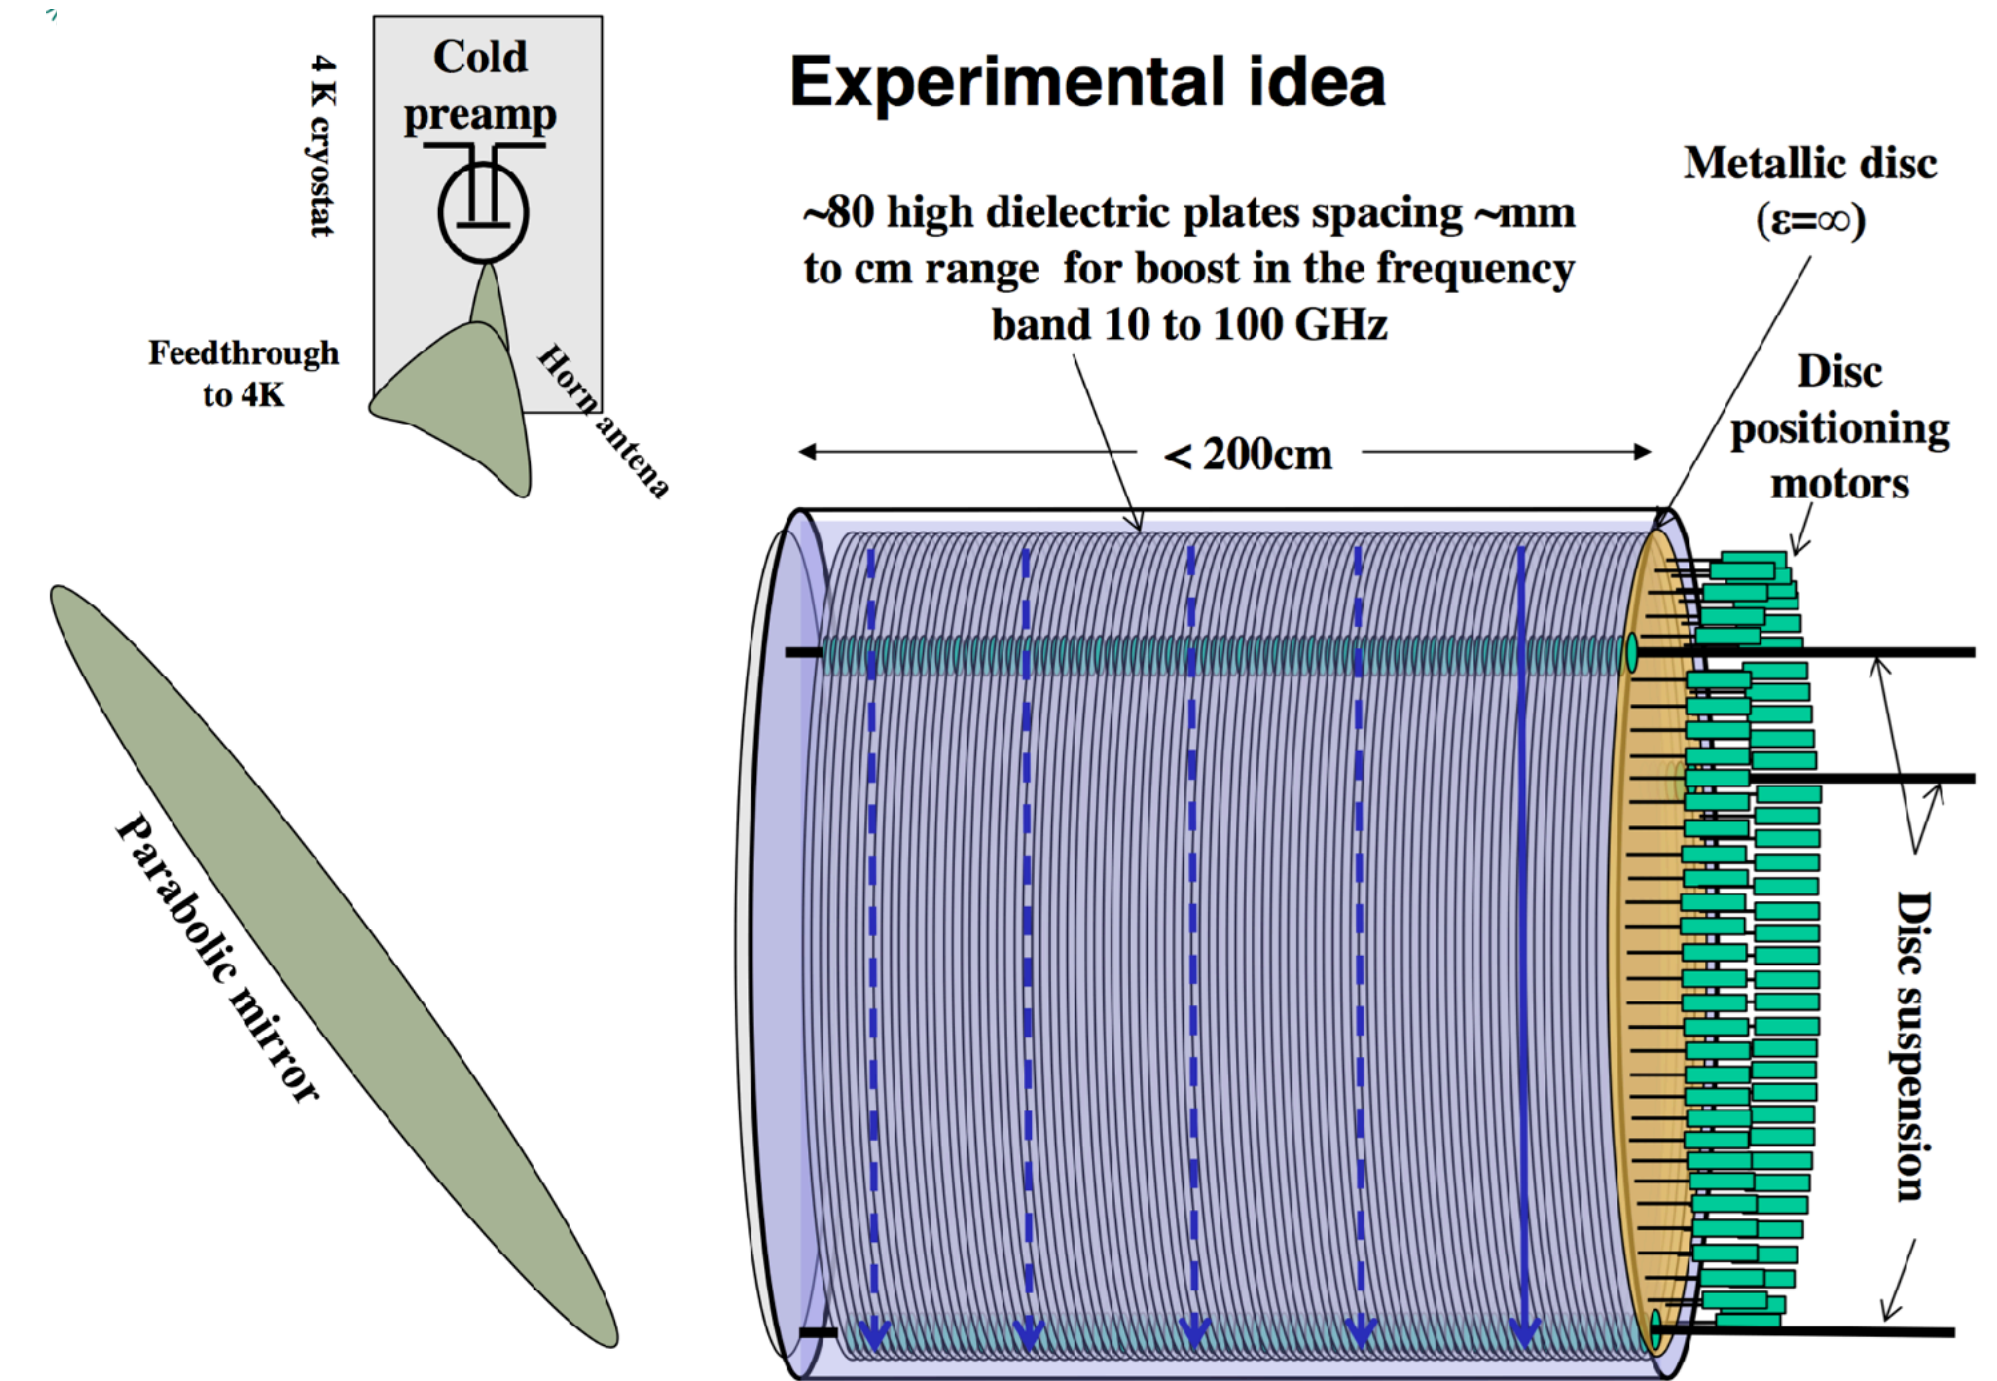 Experimental idea
4 K cryostat
Cold
preamp
Feedthrough
to 4K
Horn antena
~80 high dielectric plates spacing ~mm
to cm range for boost in the frequency
band 10 to 100 GHz
Metallic disc
(ε=∞)
Disc
positioning
motors
< 200cm
Parabolic mirror
Disc suspension